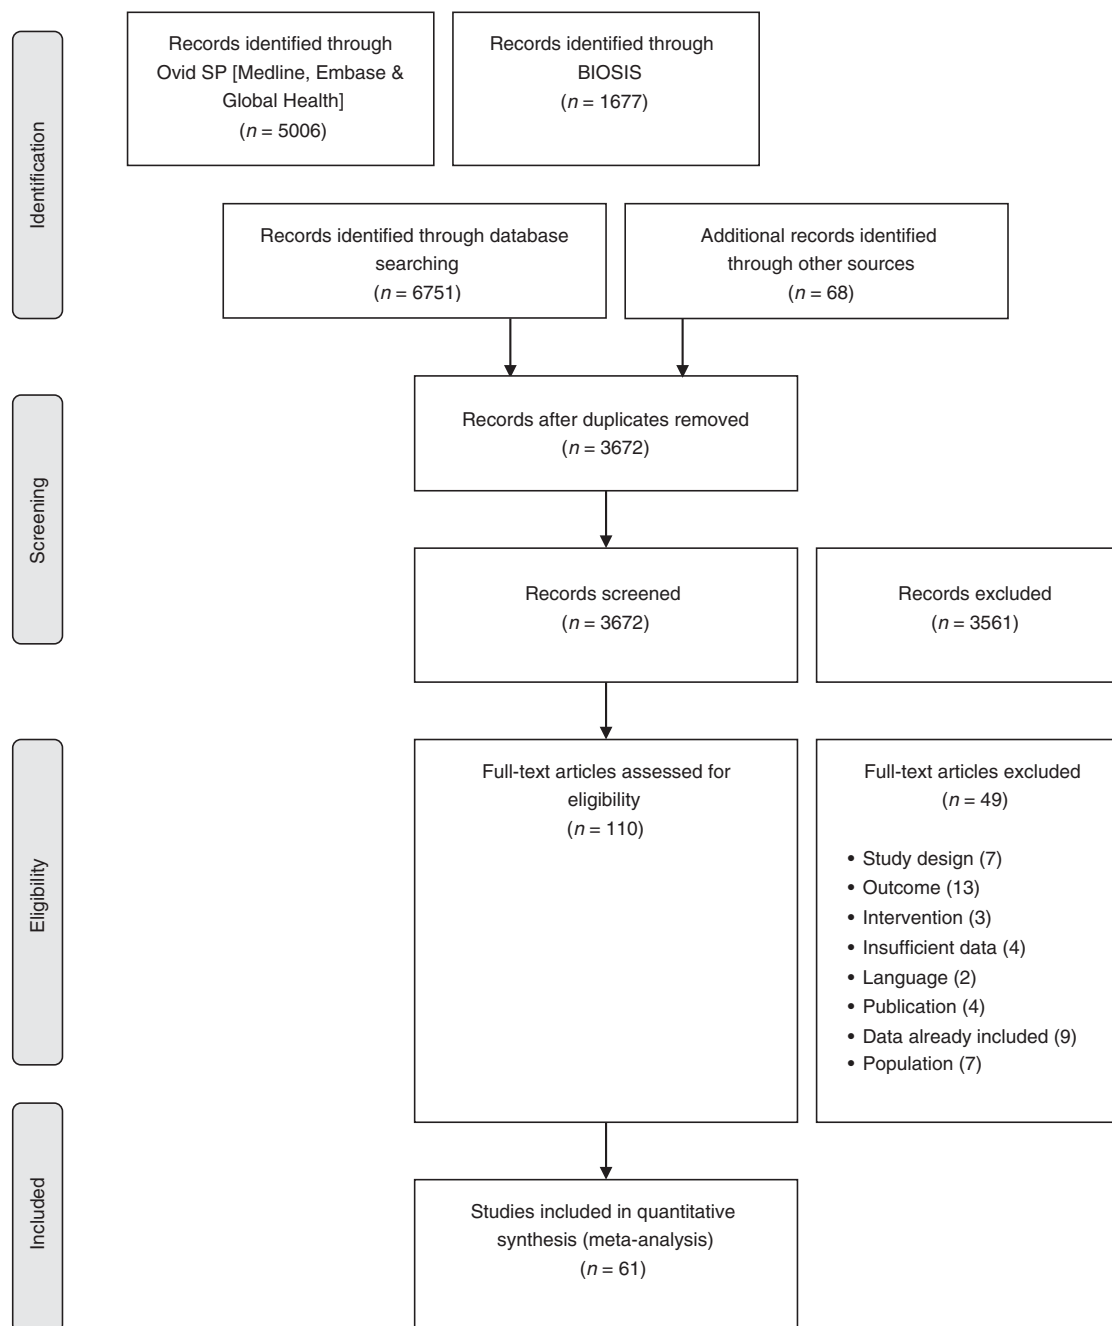 Identification
Records identified through
Ovid SP [Medline, Embase &
Global Health]
(n = 5006)
Records identified through
BIOSIS
(n = 1677)
Records identified through database
searching
(n = 6751)
Additional records identified
through other sources
(n = 68)
Screening
Records after duplicates removed
(n = 3672)
Records screened
(n = 3672)
Records excluded
(n = 3561)
Eligibility
Full-text articles assessed for
eligibility
(n = 110)
Full-text articles excluded
(n = 49)
• Study design (7)
• Outcome (13)
• Intervention (3)
• Insufficient data (4)
• Language (2)
• Publication (4)
• Data already included (9)
• Population (7)
Included
Studies included in quantitative
synthesis (meta-analysis)
(n = 61)